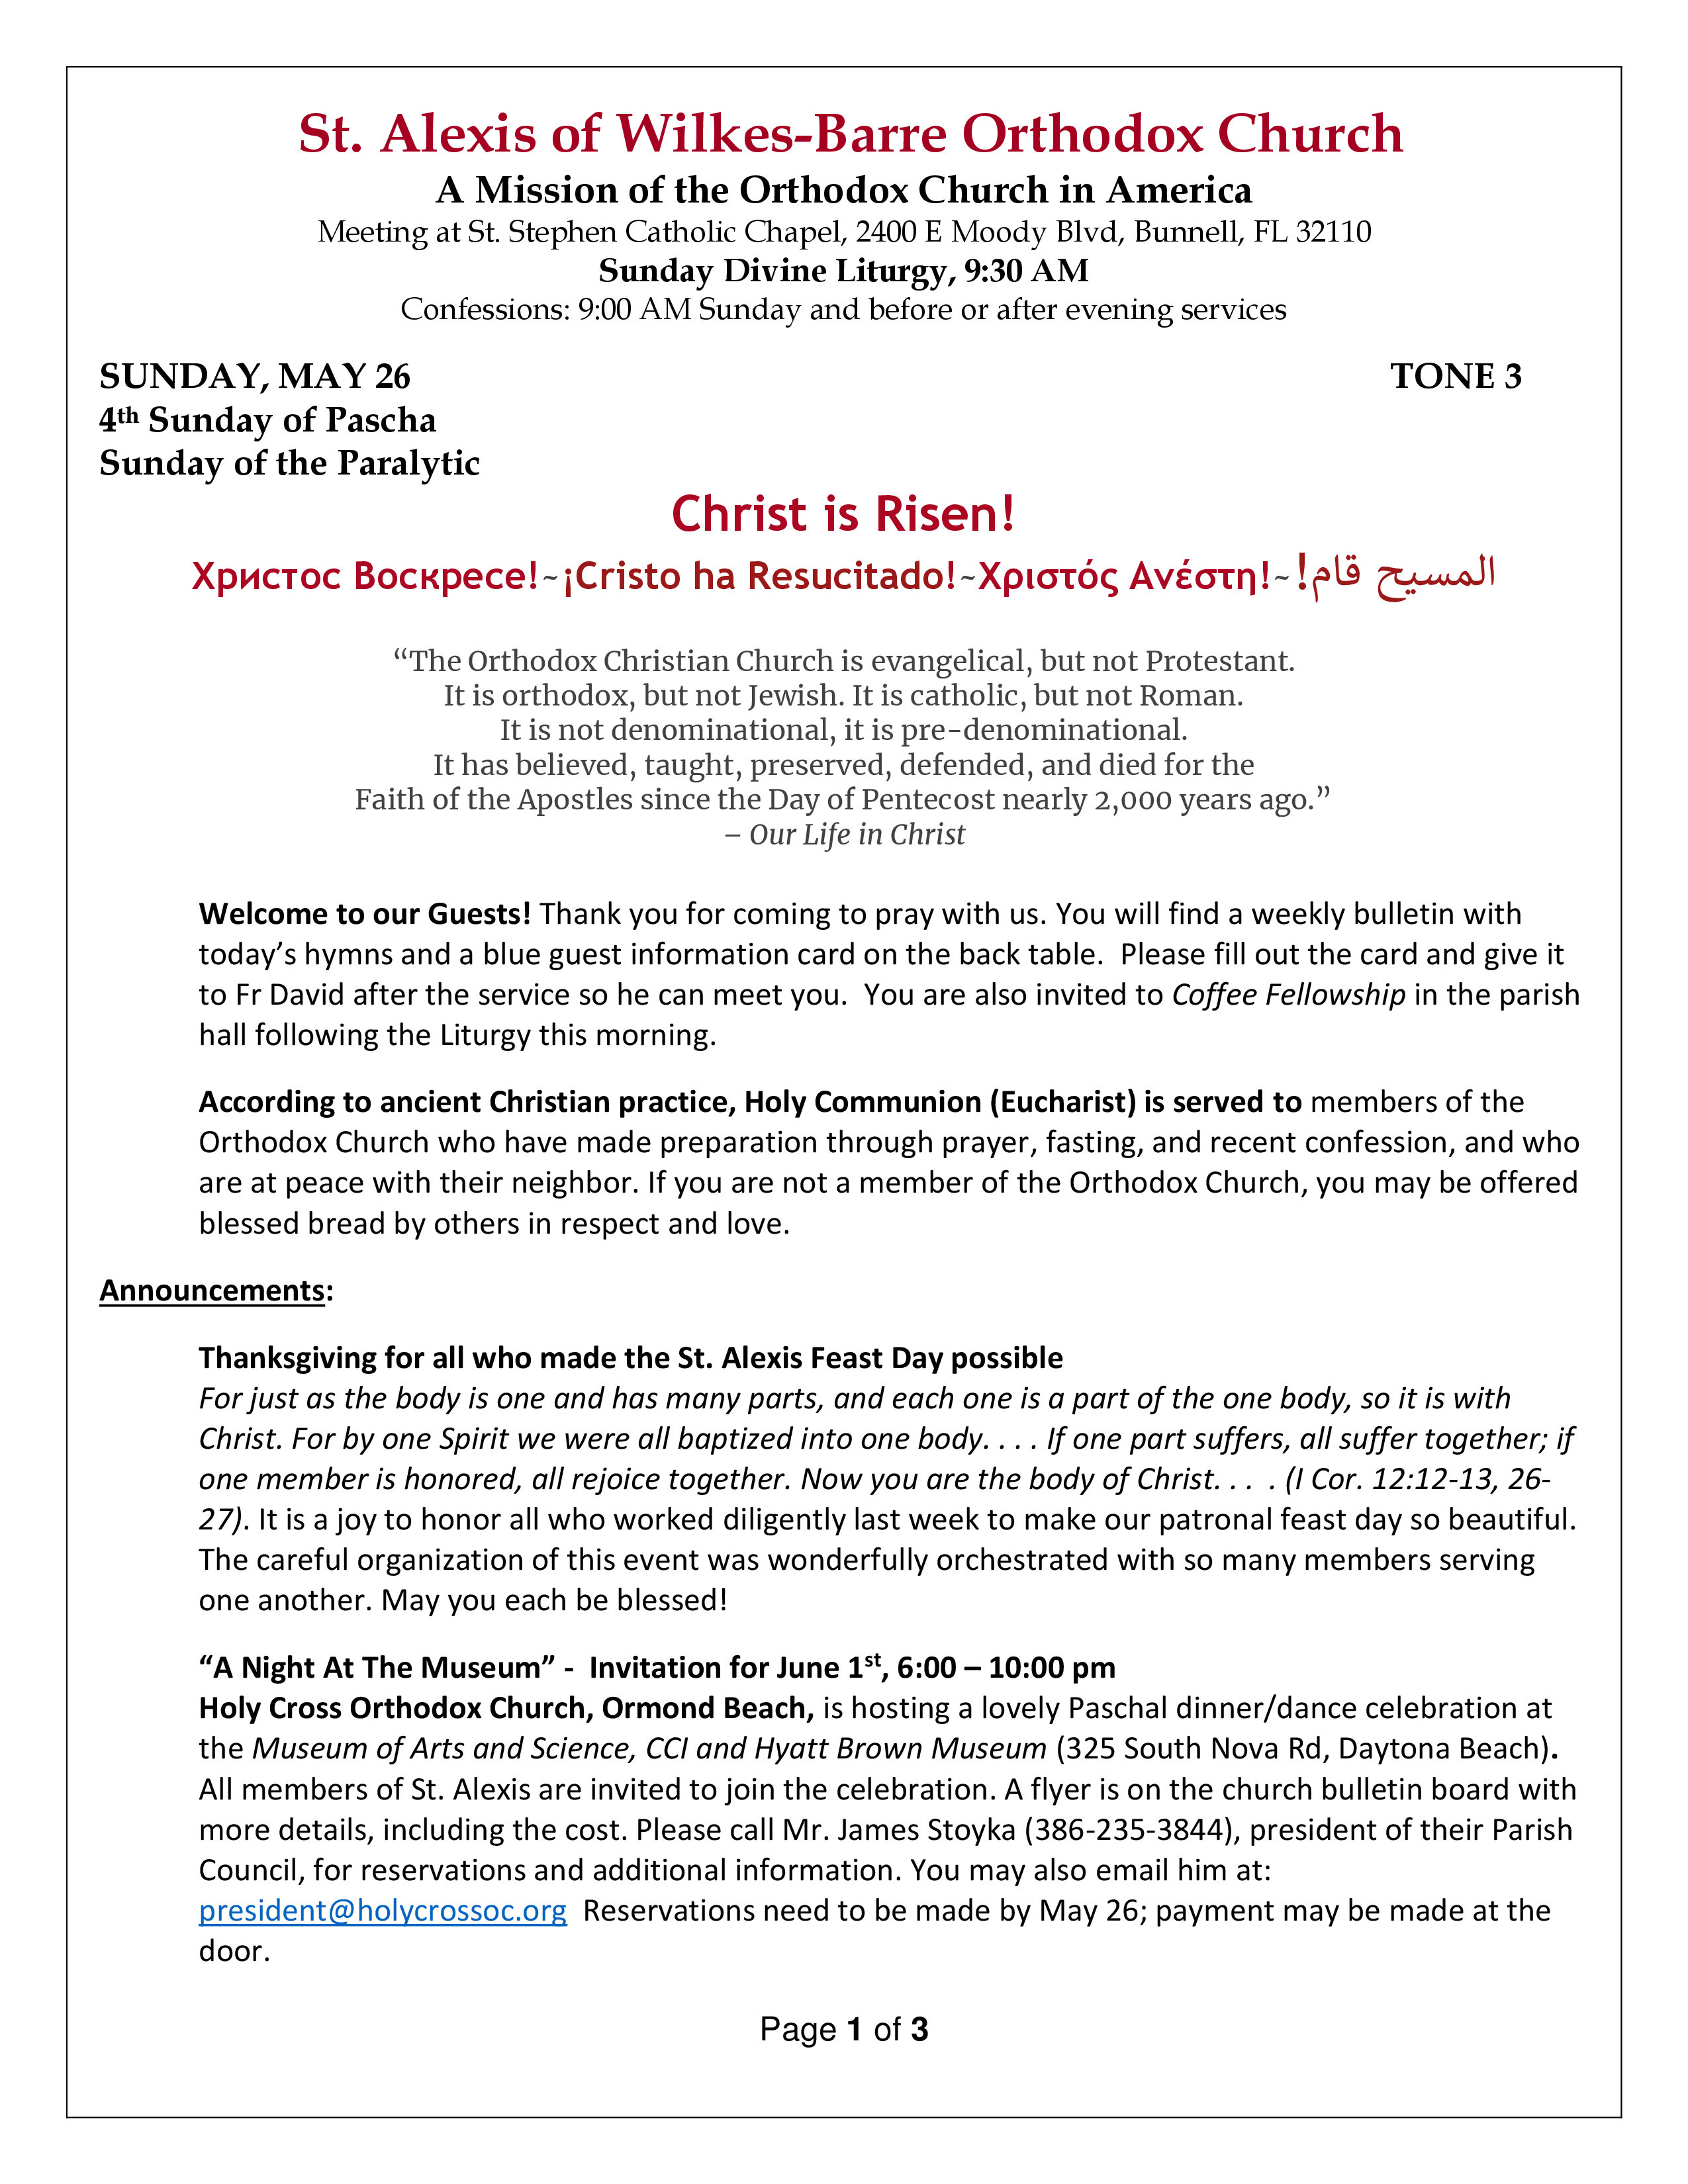 St. Alexis of Wilkes-Barre Orthodox Church
A Mission of the Orthodox Church in America
Meeting at St. Stephen Catholic Chapel, 2400 E Moody Blvd, Bunnell, FL 32110
Sunday Divine Liturgy, 9:30 AM
Confessions: 9:00 AM Sunday and before or after evening services
SUNDAY, MAY 26 TONE 3
4th Sunday of Pascha
Sunday of the Paralytic
Christ is Risen!
Христос Воскресе!~¡Cristo ha Resucitado!~Χριστός Ανέστη!~المسيح قام!
“The Orthodox Christian Church is evangelical, but not Protestant.
It is orthodox, but not Jewish. It is catholic, but not Roman.
It is not denominational, it is pre-denominational.
It has believed, taught, preserved, defended, and died for the
Faith of the Apostles since the Day of Pentecost nearly 2,000 years ago.”
– Our Life in Christ
Welcome to our Guests! Thank you for coming to pray with us. You will find a weekly bulletin with
today’s hymns and a blue guest information card on the back table.  Please fill out the card and give it
to Fr David after the service so he can meet you.  You are also invited to Coffee Fellowship in the parish
hall following the Liturgy this morning.
According to ancient Christian practice, Holy Communion (Eucharist) is served to members of the
Orthodox Church who have made preparation through prayer, fasting, and recent confession, and who
are at peace with their neighbor. If you are not a member of the Orthodox Church, you may be offered
blessed bread by others in respect and love.
Announcements:
Thanksgiving for all who made the St. Alexis Feast Day possible
For just as the body is one and has many parts, and each one is a part of the one body, so it is with
Christ. For by one Spirit we were all baptized into one body. . . . If one part suffers, all suffer together; if
one member is honored, all rejoice together. Now you are the body of Christ. . .  . (I Cor. 12:12-13, 26-
27). It is a joy to honor all who worked diligently last week to make our patronal feast day so beautiful.
The careful organization of this event was wonderfully orchestrated with so many members serving
one another. May you each be blessed!
“A Night At The Museum” -  Invitation for June 1st, 6:00 – 10:00 pm
Holy Cross Orthodox Church, Ormond Beach, is hosting a lovely Paschal dinner/dance celebration at
the Museum of Arts and Science, CCI and Hyatt Brown Museum (325 South Nova Rd, Daytona Beach).
All members of St. Alexis are invited to join the celebration. A flyer is on the church bulletin board with
more details, including the cost. Please call Mr. James Stoyka (386-235-3844), president of their Parish
Council, for reservations and additional information. You may also email him at:
president@holycrossoc.org  Reservations need to be made by May 26; payment may be made at the
door.
Page 1 of 3